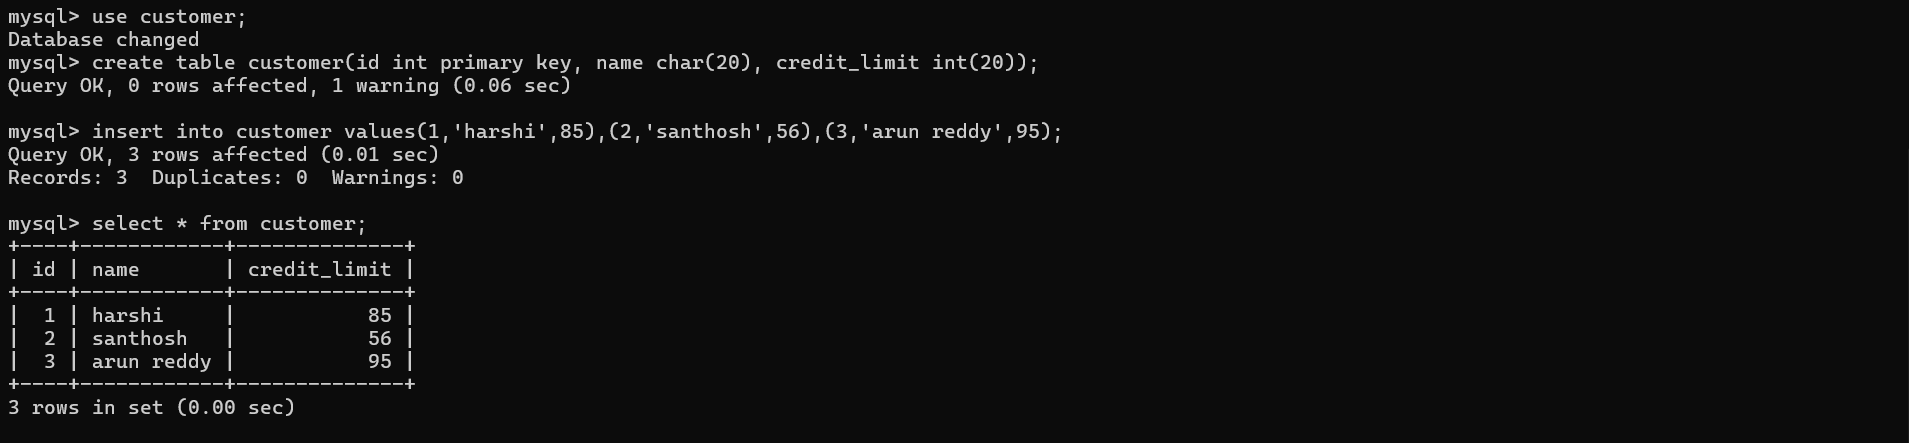 mysql> use customer;
Database changed
mysql> create table customer(id int primary key, name char(20), credit_limit int(20));
Query OK, 0 rows affected, 1 warning (0.06 sec)

mysql> insert into customer values(1,'harshi',85),(2,'santhosh',56),(3,'arun reddy',95);
Query OK, 3 rows affected (0.01 sec)
Records: 3  Duplicates: 0  Warnings: 0

mysql> select * from customer;
+----+------------+--------------+
| id | name       | credit_limit |
+----+------------+--------------+
|  1 | harshi     |           85 |
|  2 | santhosh   |           56 |
|  3 | arun reddy |           95 |
+----+------------+--------------+
3 rows in set (0.00 sec)